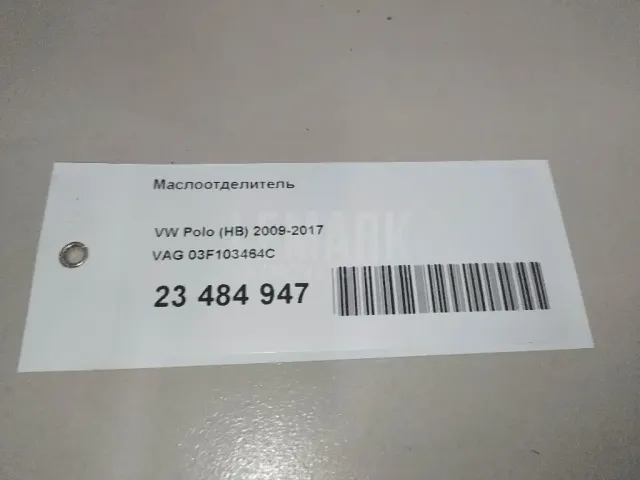 Маслоотделитель
VW Polo (HB) 2009-2017
VAG 03F103464C
23 484 947